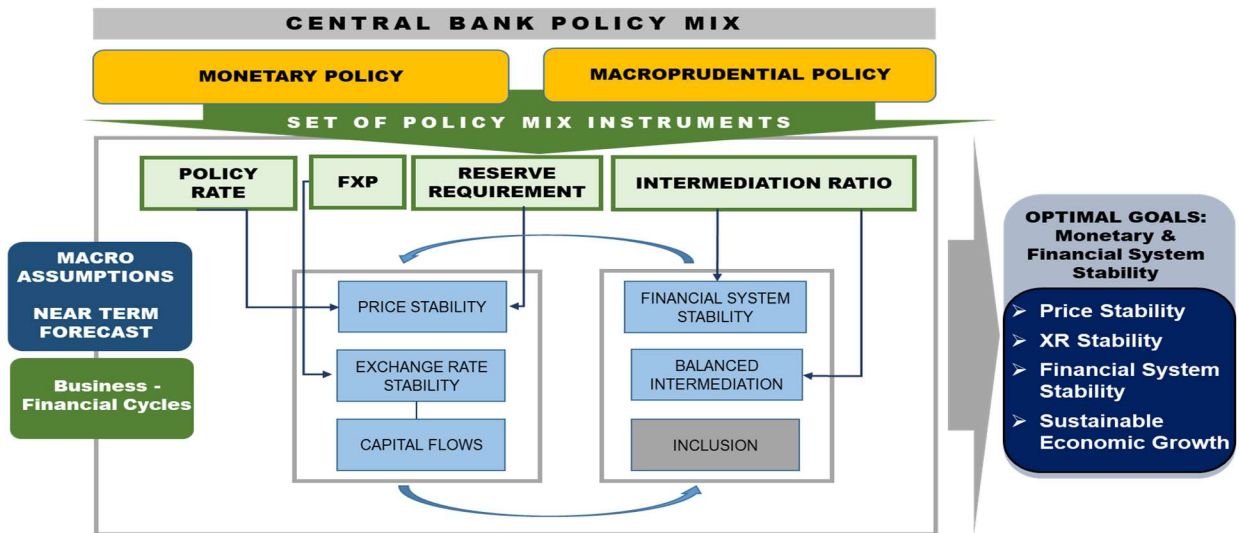 CENTRAL BANK POLICY MIX
MONETARY POLICY
MACROPRUDENTIAL POLICY
SET OF POLICY MIX INSTRUMENTS
POLICY
RATE
FXP
RESERVE
REQUIREMENT
INTERMEDIATION RATIO
MACRO
ASSUMPTIONS
NEAR TERM
FORECAST
Business -
Financial Cycles
PRICE STABILITY
EXCHANGE RATE
STABILITY
CAPITAL FLOWS
FINANCIAL SYSTEM
STABILITY
BALANCED
INTERMEDIATION
INCLUSION
OPTIMAL GOALS:
Monetary &
Financial System
Stability
➢ Price Stability
➢ XR Stability
➢ Financial System
Stability
➢ Sustainable
Economic Growth